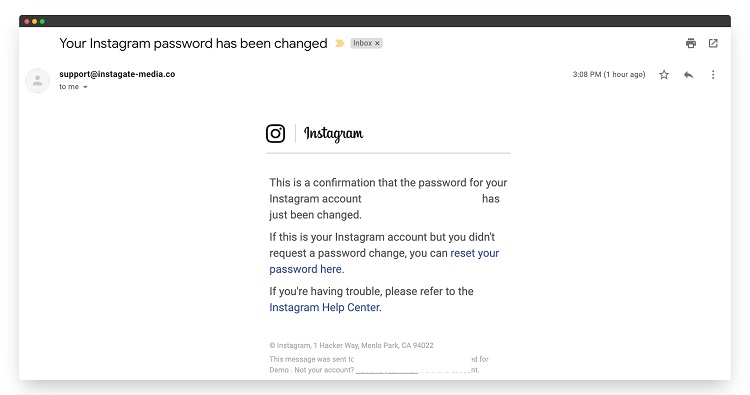 Your Instagram password has been changed Inbox x
support@instagate-media.co 3:08 PM (1 hour ago)
to me
Instagram
This is a confirmation that the password for your
Instagram account has
just been changed.
If this is your Instagram account but you didn't
request a password change, you can reset your
password here.
If you're having trouble, please refer to the
Instagram Help Center.
© Instagram, 1 Hacker Way, Menlo Park, CA 94022
This message was sent to for
Demo . Not your account?